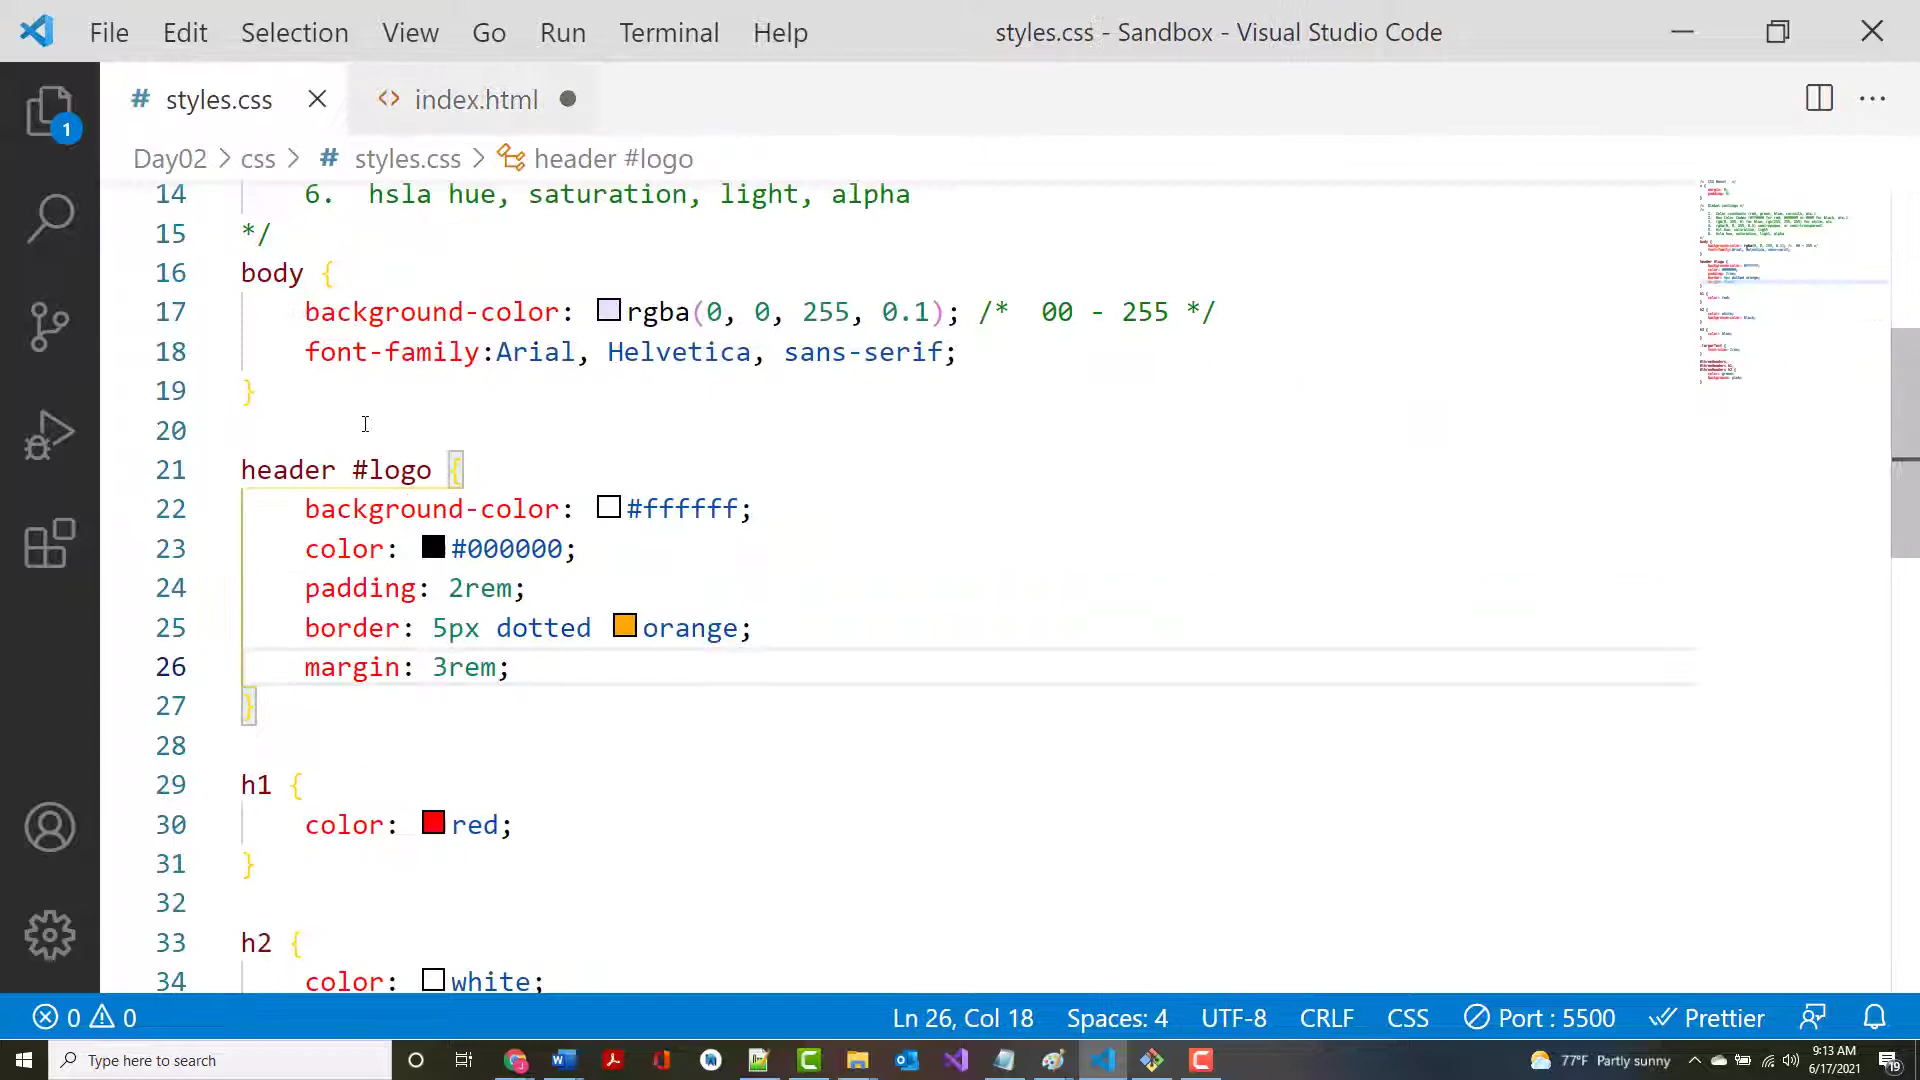 File Edit Selection View Go Run Terminal Help styles.css - Sandbox - Visual Studio Code
# styles.css index.html
Day02 > css > # styles.css > header #logo
14 6. hsla hue, saturation, light, alpha
15 */
16 body {
17 background-color: rgba(0, 0, 255, 0.1); /* 00 - 255 */
18 font-family:Arial, Helvetica, sans-serif;
19 }
20
21 header #logo {
22 background-color: #ffffff;
23 color: #000000;
24 padding: 2rem;
25 border: 5px dotted orange;
26 margin: 3rem;
27 }
28
29 h1 {
30 color: red;
31 }
32
33 h2 {
34 color: white;
1
0 0 Ln 26, Col 18 Spaces: 4 UTF-8 CRLF CSS Port : 5500 Prettier
Type here to search 77°F Partly sunny 9:13 AM
6/17/2021
19